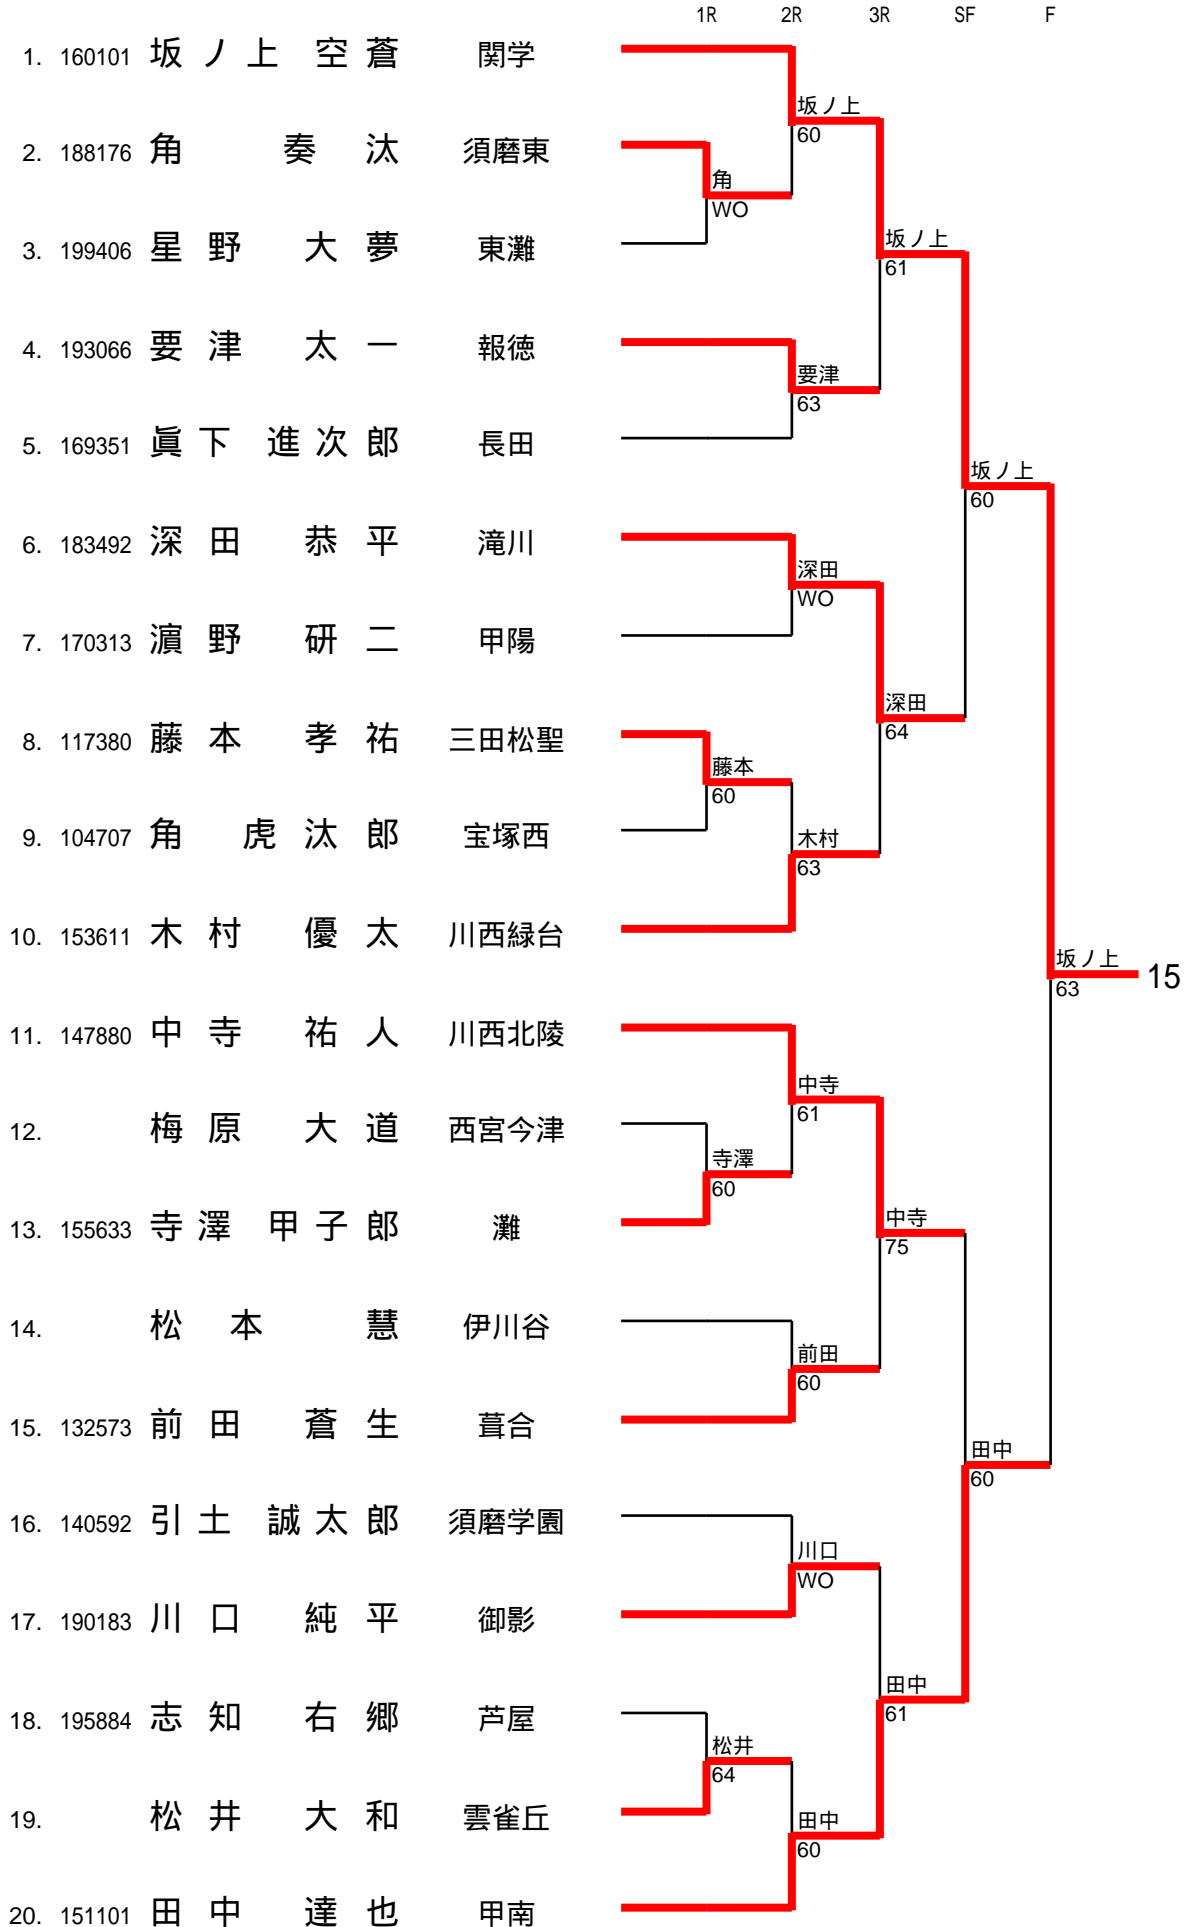 1R 2R 3R SF F
1. 160101 坂ノ上 空蒼 関学
坂ノ上
60
2. 188176 角 奏汰 須磨東
角
WO
3. 199406 星野 大夢 東灘
坂ノ上
61
4. 193066 要津 太一 報徳
要津
63
5. 169351 眞下 進次郎 長田
坂ノ上
60
6. 183492 深田 恭平 滝川
深田
WO
7. 170313 濵野 研二 甲陽
深田
64
8. 117380 藤本 孝祐 三田松聖
藤本
60
9. 104707 角 虎汰郎 宝塚西
木村
63
10. 153611 木村 優太 川西緑台
坂ノ上
63
15
11. 147880 中寺 祐人 川西北陵
中寺
61
12. 梅原 大道 西宮今津
寺澤
60
13. 155633 寺澤 甲子郎 灘
中寺
75
14. 松本 慧 伊川谷
前田
60
15. 132573 前田 蒼生 葺合
田中
60
16. 140592 引土 誠太郎 須磨学園
川口
WO
17. 190183 川口 純平 御影
田中
61
18. 195884 志知 右郷 芦屋
松井
64
19. 松井 大和 雲雀丘
田中
60
20. 151101 田中 達也 甲南